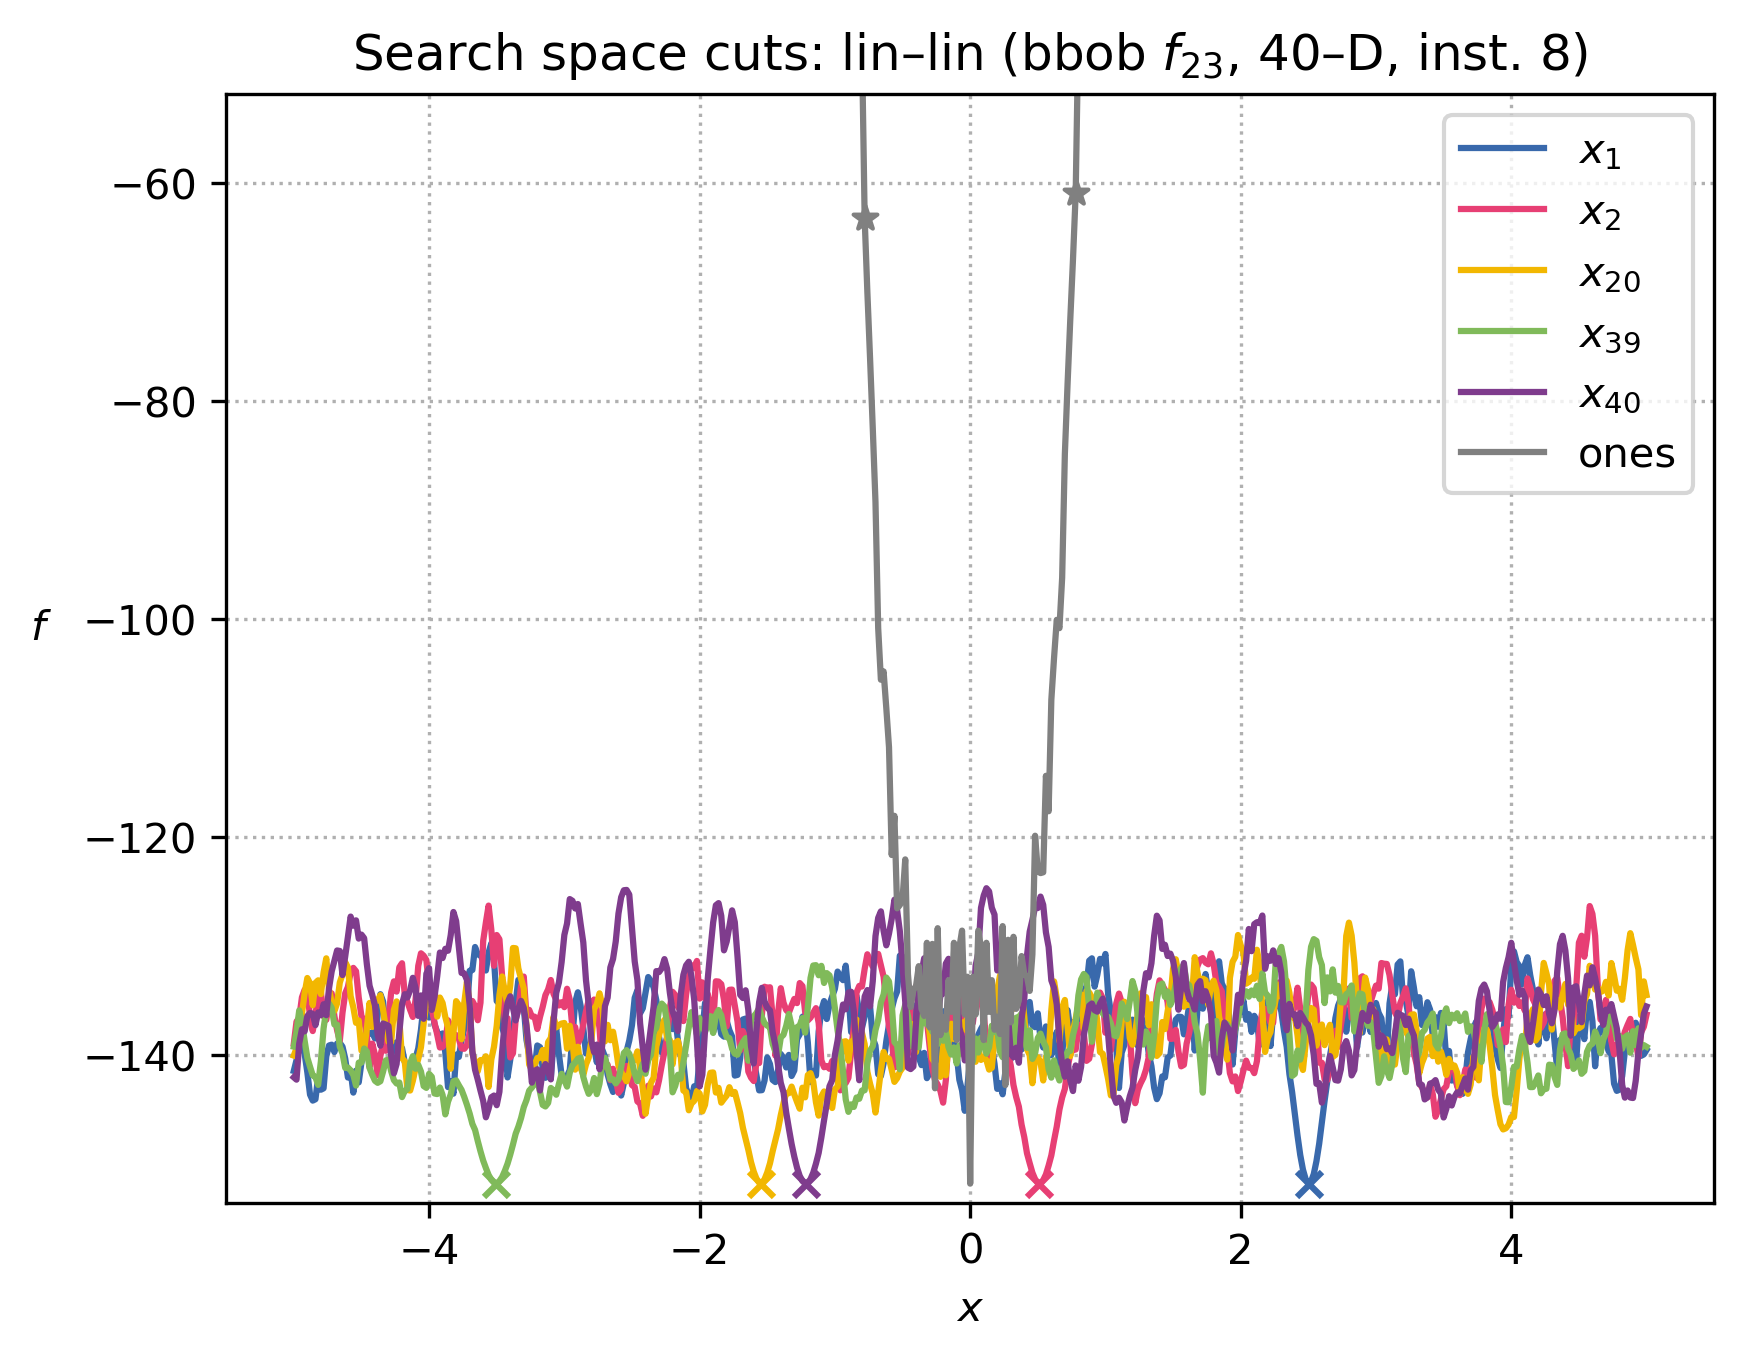 Search space cuts: lin–lin (bbob f₂₃, 40–D, inst. 8)
x₁
x₂
x₂₀
x₃₉
x₄₀
ones
−60
−80
−100
−120
−140
f
−4
−2
0
2
4
x